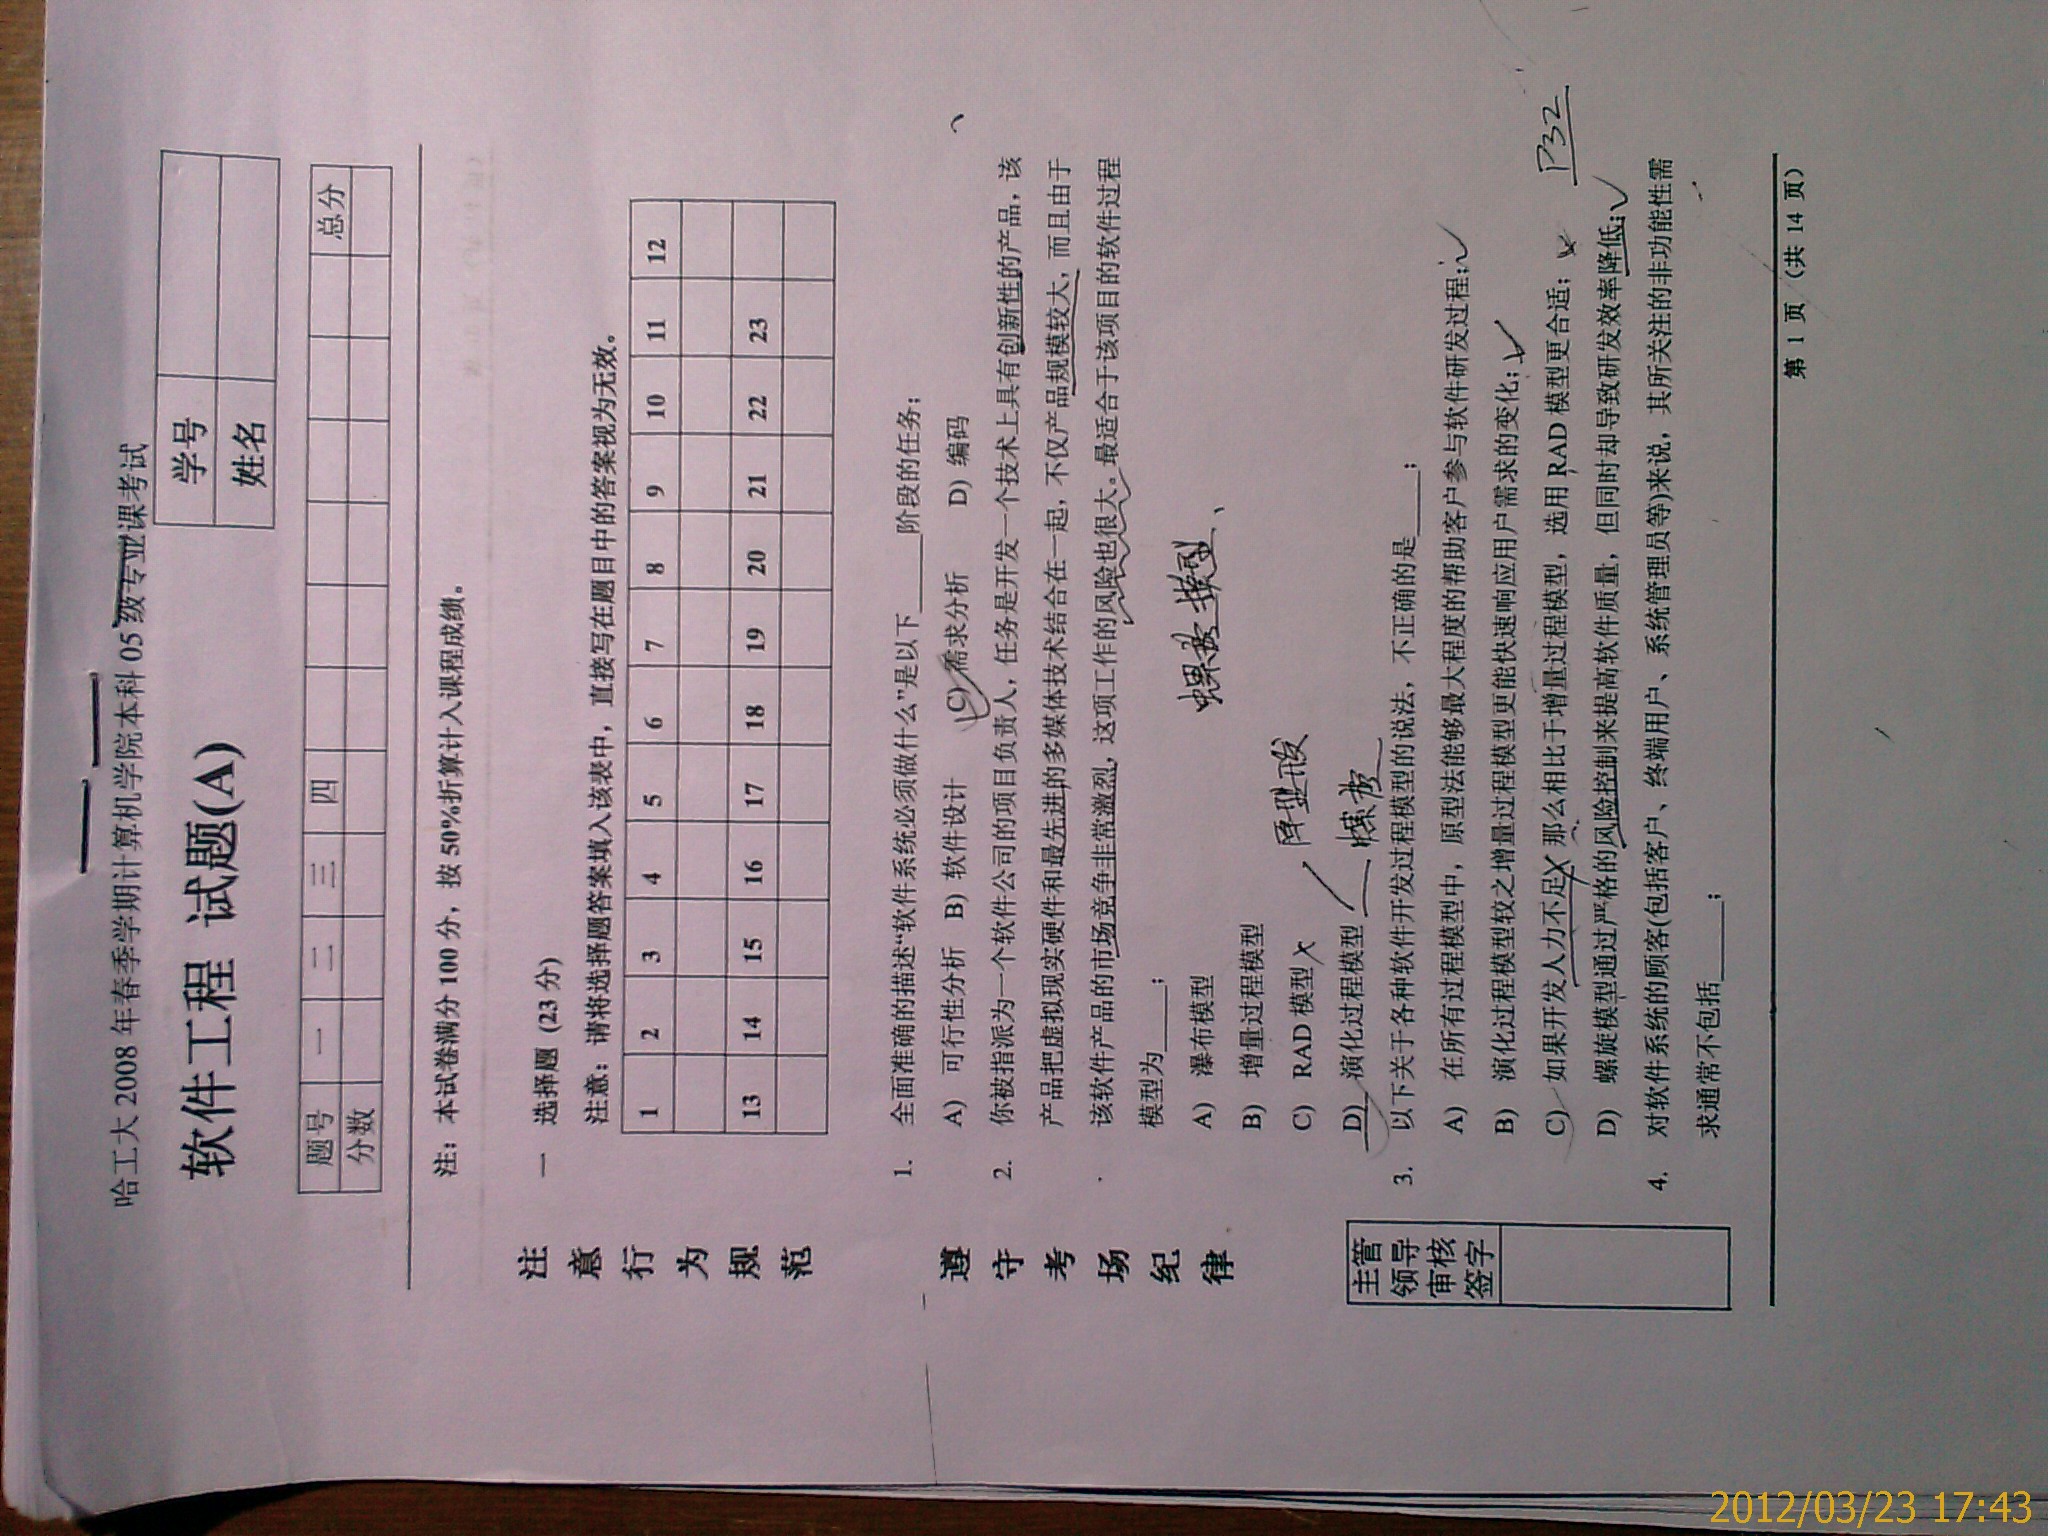 哈工大 2008 年春季学期计算机学院本科 05 级专业课考试
软件工程 试题(A)
学号
姓名
题号 一 二 三 四 总分
分数
注：本试卷满分 100 分，按 50%折算计入课程成绩。
一 选择题 (23 分)
注意：请将选择题答案填入该表中，直接写在题目中的答案视为无效。
1 2 3 4 5 6 7 8 9 10 11 12
13 14 15 16 17 18 19 20 21 22 23
1. 全面准确的描述“软件系统必须做什么”是以下____阶段的任务；
A) 可行性分析 B) 软件设计 C) 需求分析 D) 编码
2. 你被指派为一个软件公司的项目负责人，任务是开发一个技术上具有创新性的产品，该
产品把虚拟现实硬件和最先进的多媒体技术结合在一起，不仅产品规模较大，而且由于
该软件产品的市场竞争非常激烈，这项工作的风险也很大。最适合于该项目的软件过程
模型为____；
A) 瀑布模型
螺旋模型、
B) 增量过程模型
C) RAD 模型 ×
原型
D) 演化过程模型
螺旋
3. 以下关于各种软件开发过程模型的说法，不正确的是____；
A) 在所有过程模型中，原型法能够最大程度的帮助客户参与软件研发过程；✓
B) 演化过程模型较之增量过程模型更能快速响应用户需求的变化；✓
C) 如果开发人力不足，那么相比于增量过程模型，选用 RAD 模型更合适； P32
D) 螺旋模型通过严格的风险控制来提高软件质量，但同时却导致研发效率降低；✓
4. 对软件系统的顾客(包括客户、终端用户、系统管理员等)来说，其所关注的非功能性需
求通常不包括____；
注意行为规范
遵守考场纪律
主管
领导
审核
签字
第 1 页 （共 14 页）
2012/03/23 17:43